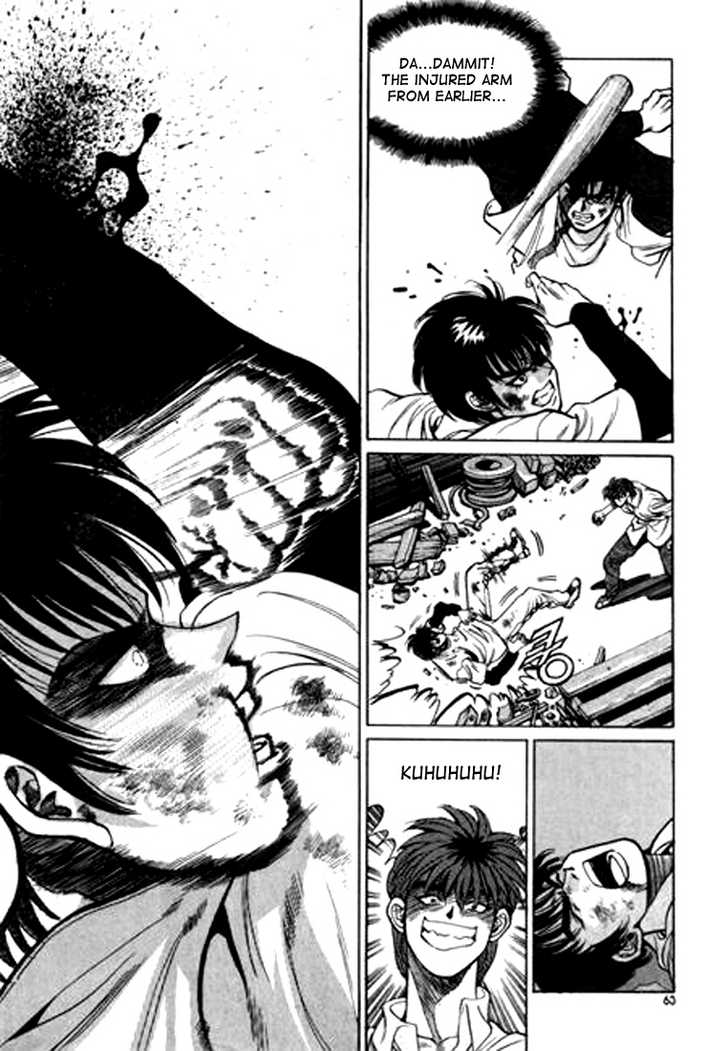 DA...DAMMIT!
THE INJURED ARM
FROM EARLIER...
KUHUHUHU!
63